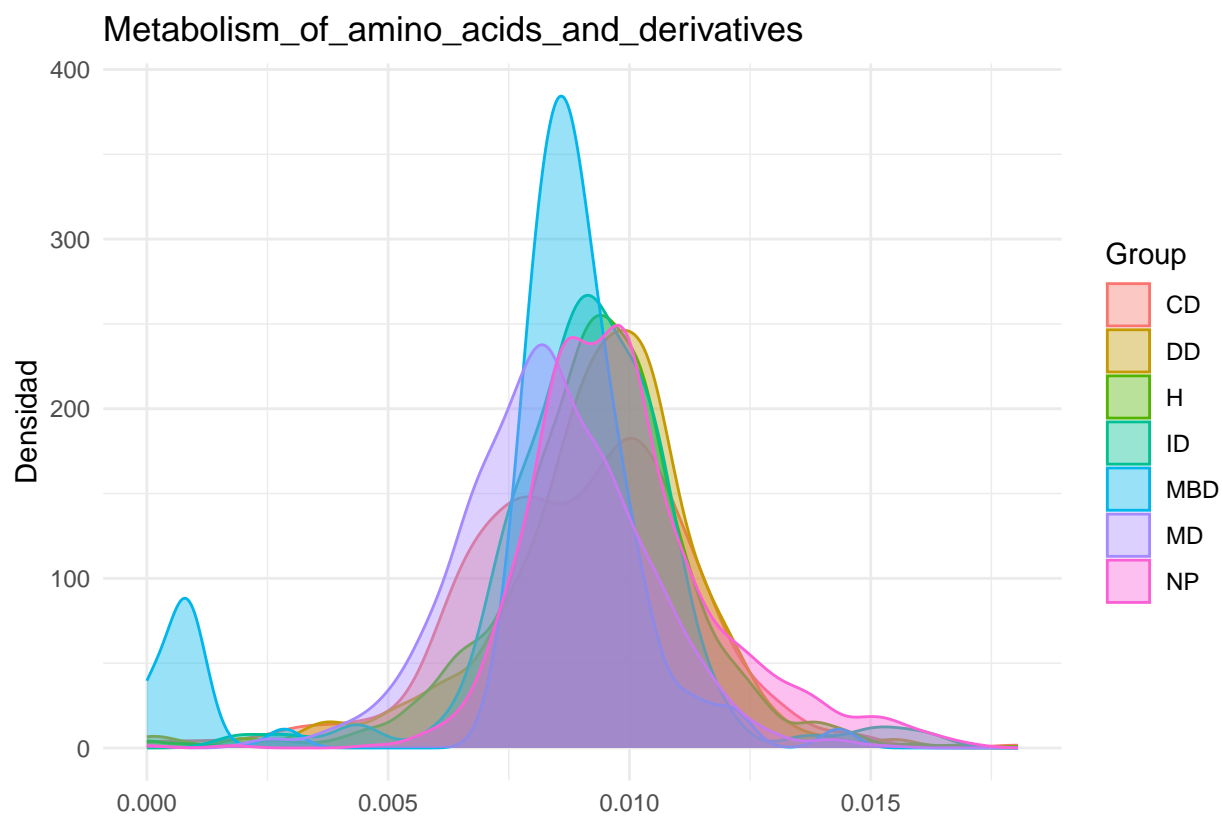 Metabolism_of_amino_acids_and_derivatives
400
300
200
100
0
Densidad
0.000
0.005
0.010
0.015
Group
CD
DD
H
ID
MBD
MD
NP